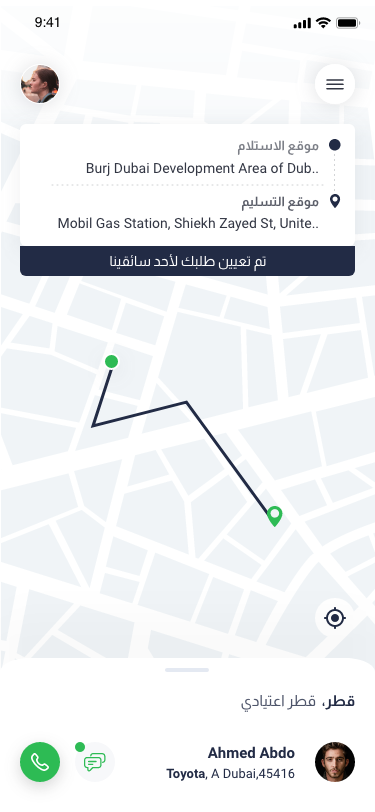 9:41
موقع الاستلام
Burj Dubai Development Area of Dub..
موقع التسليم
Mobil Gas Station, Shiekh Zayed St, Unite..
تم تعيين طلبك لأحد سائقينا
قطر، قطر اعتيادي
Ahmed Abdo
Toyota, A Dubai,45416